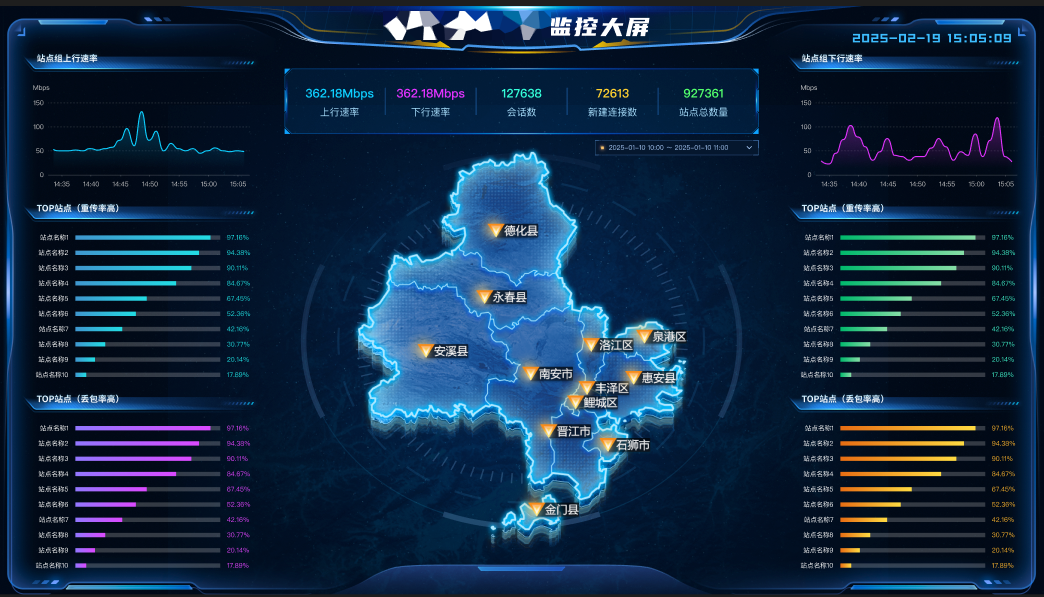 监控大屏
2025-02-19 15:05:09
站点组上行速率
Mbps
150
100
50
0
14:35 14:40 14:45 14:50 14:55 15:00 15:05
TOP站点（重传率高）
站点名称1 97.16%
站点名称2 94.38%
站点名称3 90.11%
站点名称4 84.67%
站点名称5 67.45%
站点名称6 52.36%
站点名称7 42.16%
站点名称8 30.77%
站点名称9 20.14%
站点名称10 17.89%
TOP站点（丢包率高）
站点名称1 97.16%
站点名称2 94.38%
站点名称3 90.11%
站点名称4 84.67%
站点名称5 67.45%
站点名称6 52.36%
站点名称7 42.16%
站点名称8 30.77%
站点名称9 20.14%
站点名称10 17.89%
362.18Mbps 362.18Mbps 127638 72613 927361
上行速率 下行速率 会话数 新建连接数 站点总数量
2025-01-10 10:00 ~ 2025-01-10 11:00
德化县
永春县
安溪县
洛江区
泉港区
南安市
惠安县
丰泽区
鲤城区
晋江市
石狮市
金门县
站点组下行速率
Mbps
150
100
50
0
14:35 14:40 14:45 14:50 14:55 15:00 15:05
TOP站点（重传率高）
站点名称1 97.16%
站点名称2 94.38%
站点名称3 90.11%
站点名称4 84.67%
站点名称5 67.45%
站点名称6 52.36%
站点名称7 42.16%
站点名称8 30.77%
站点名称9 20.14%
站点名称10 17.89%
TOP站点（丢包率高）
站点名称1 97.16%
站点名称2 94.38%
站点名称3 90.11%
站点名称4 84.67%
站点名称5 67.45%
站点名称6 52.36%
站点名称7 42.16%
站点名称8 30.77%
站点名称9 20.14%
站点名称10 17.89%